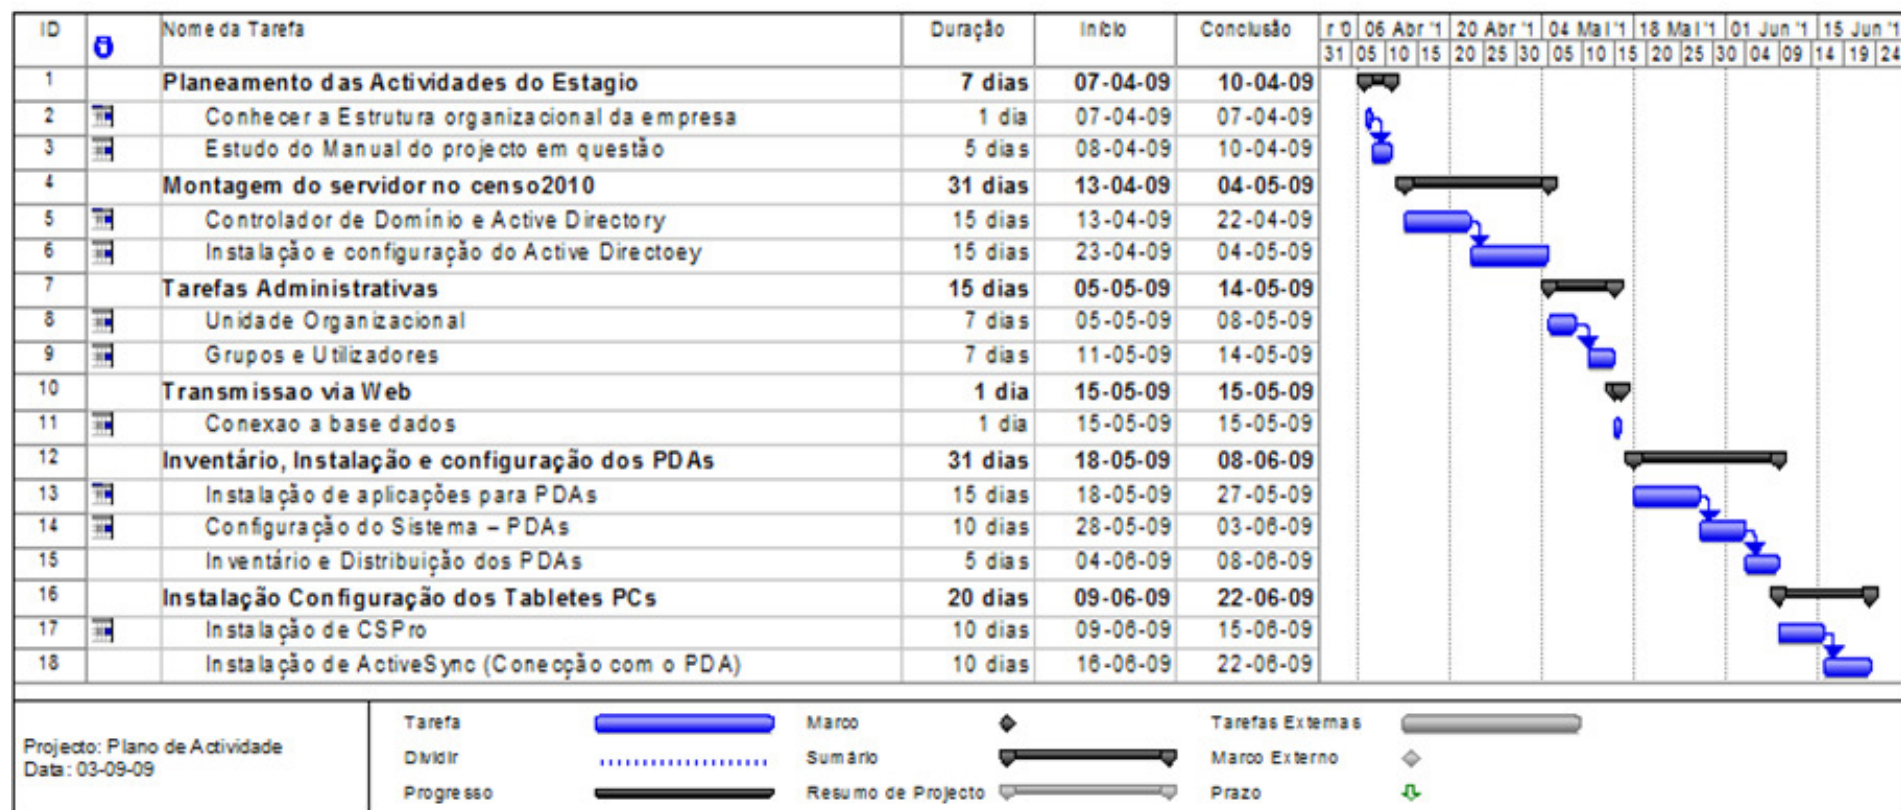 ID Nome da Tarefa Duração Início Conclusão r '0 06 Abr '1 20 Abr '1 04 Mai '1 18 Mai '1 01 Jun '1 15 Jun '1
31 05 10 15 20 25 30 05 10 15 20 25 30 04 09 14 19 24
1 Planeamento das Actividades do Estagio 7 dias 07-04-09 10-04-09
2 Conhecer a Estrutura organizacional da empresa 1 dia 07-04-09 07-04-09
3 Estudo do Manual do projecto em questão 5 dias 08-04-09 10-04-09
4 Montagem do servidor no censo2010 31 dias 13-04-09 04-05-09
5 Controlador de Domínio e Active Directory 15 dias 13-04-09 22-04-09
6 Instalação e configuração do Active Directoey 15 dias 23-04-09 04-05-09
7 Tarefas Administrativas 15 dias 05-05-09 14-05-09
8 Unidade Organizacional 7 dias 05-05-09 08-05-09
9 Grupos e Utilizadores 7 dias 11-05-09 14-05-09
10 Transmissao via Web 1 dia 15-05-09 15-05-09
11 Conexao a base dados 1 dia 15-05-09 15-05-09
12 Inventário, Instalação e configuração dos PDAs 31 dias 18-05-09 08-06-09
13 Instalação de aplicações para PDAs 15 dias 18-05-09 27-05-09
14 Configuração do Sistema – PDAs 10 dias 28-05-09 03-06-09
15 Inventário e Distribuição dos PDAs 5 dias 04-06-09 08-06-09
16 Instalação Configuração dos Tabletes PCs 20 dias 09-06-09 22-06-09
17 Instalação de CSPro 10 dias 09-06-09 15-06-09
18 Instalação de ActiveSync (Conecção com o PDA) 10 dias 16-06-09 22-06-09
Projecto: Plano de Actividade
Data: 03-09-09
Tarefa Marco Tarefas Externas
Dividir Sumário Marco Externo
Progresso Resumo de Projecto Prazo